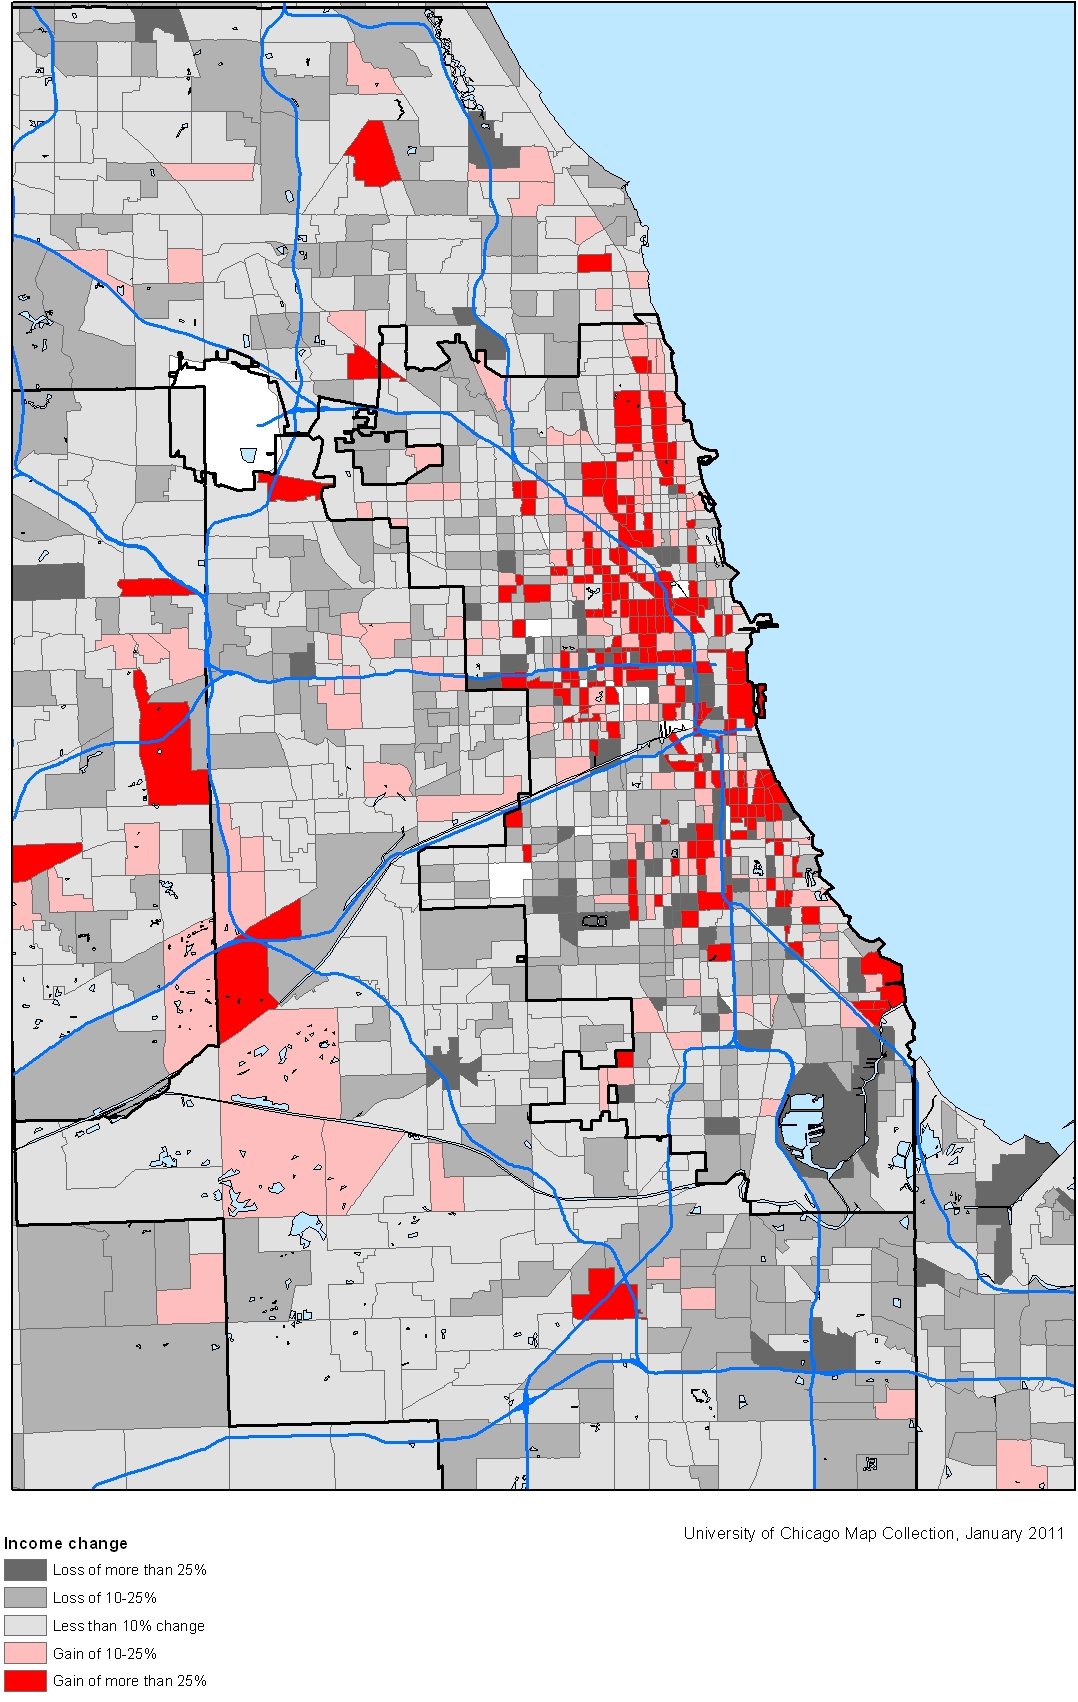 University of Chicago Map Collection, January 2011
Income change
Loss of more than 25%
Loss of 10-25%
Less than 10% change
Gain of 10-25%
Gain of more than 25%